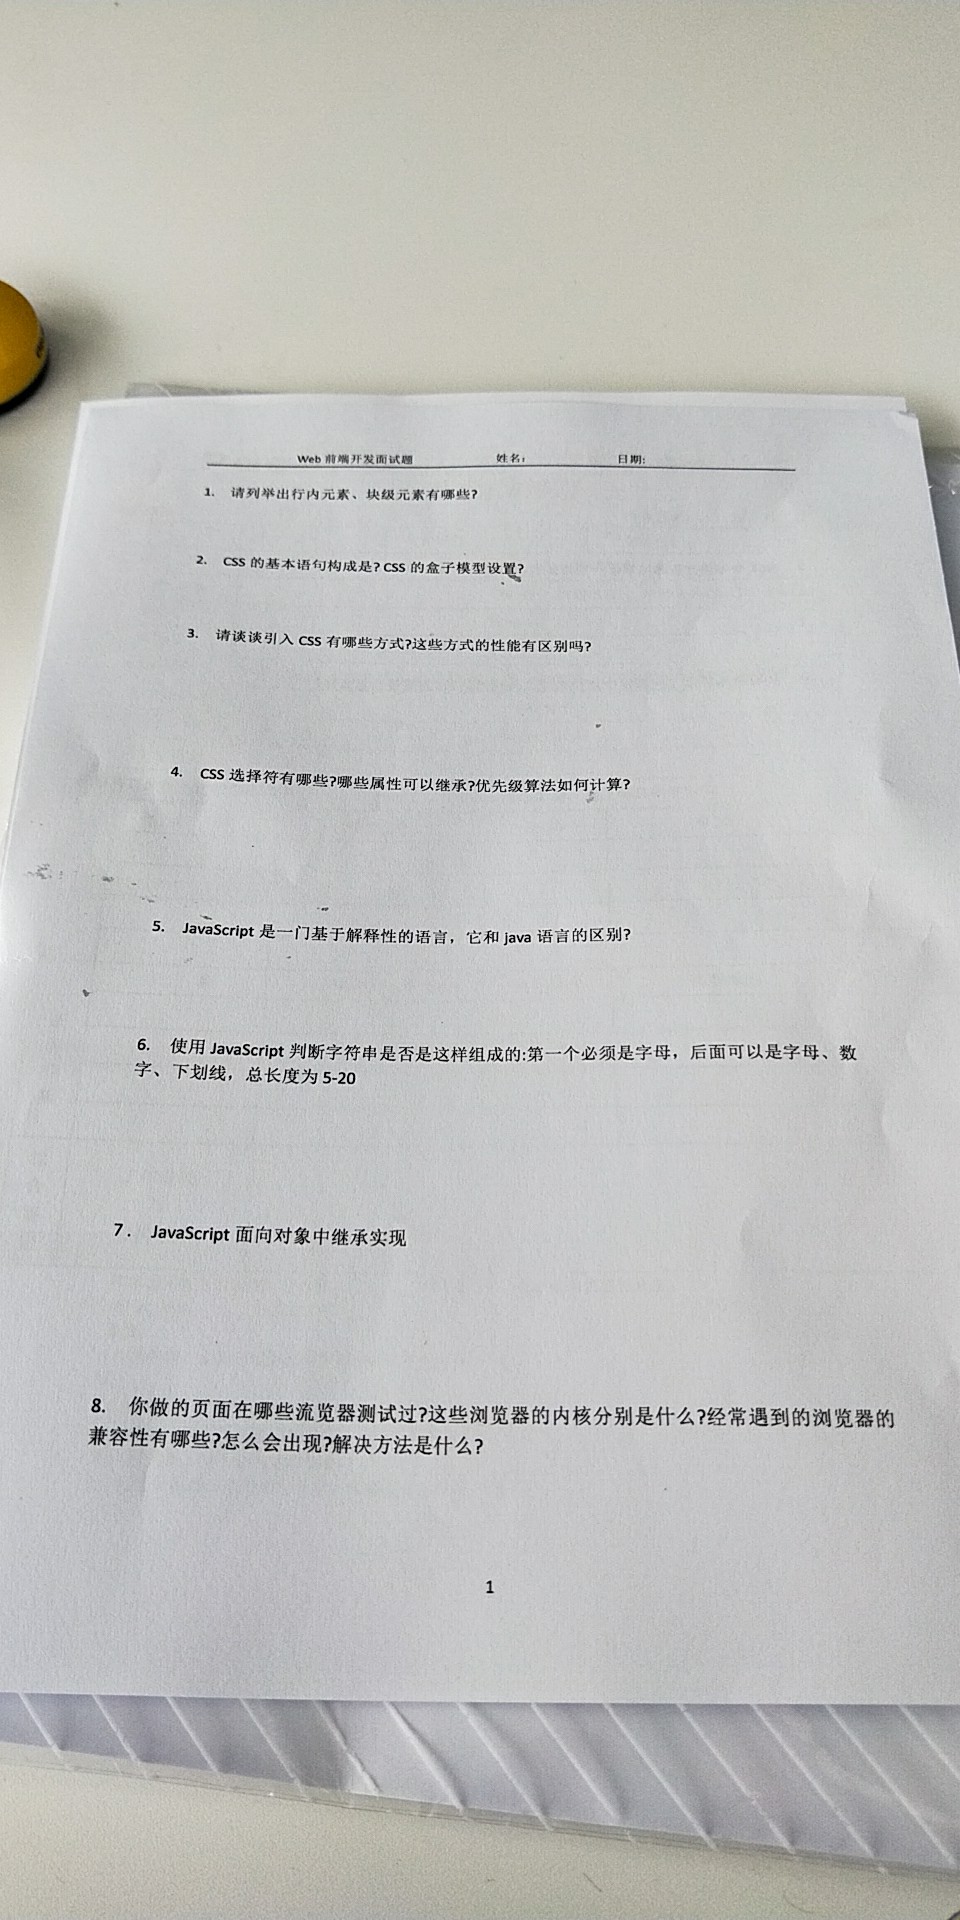 Web 前端开发面试题 姓名: 日期:
1. 请列举出行内元素、块级元素有哪些?
2. CSS 的基本语句构成是? CSS 的盒子模型设置?
3. 请谈谈引入 CSS 有哪些方式?这些方式的性能有区别吗?
4. CSS 选择符有哪些?哪些属性可以继承?优先级算法如何计算?
5. JavaScript 是一门基于解释性的语言，它和 java 语言的区别?
6. 使用 JavaScript 判断字符串是否是这样组成的:第一个必须是字母，后面可以是字母、数
字、下划线，总长度为 5-20
7. JavaScript 面向对象中继承实现
8. 你做的页面在哪些流览器测试过?这些浏览器的内核分别是什么?经常遇到的浏览器的
兼容性有哪些?怎么会出现?解决方法是什么?
1